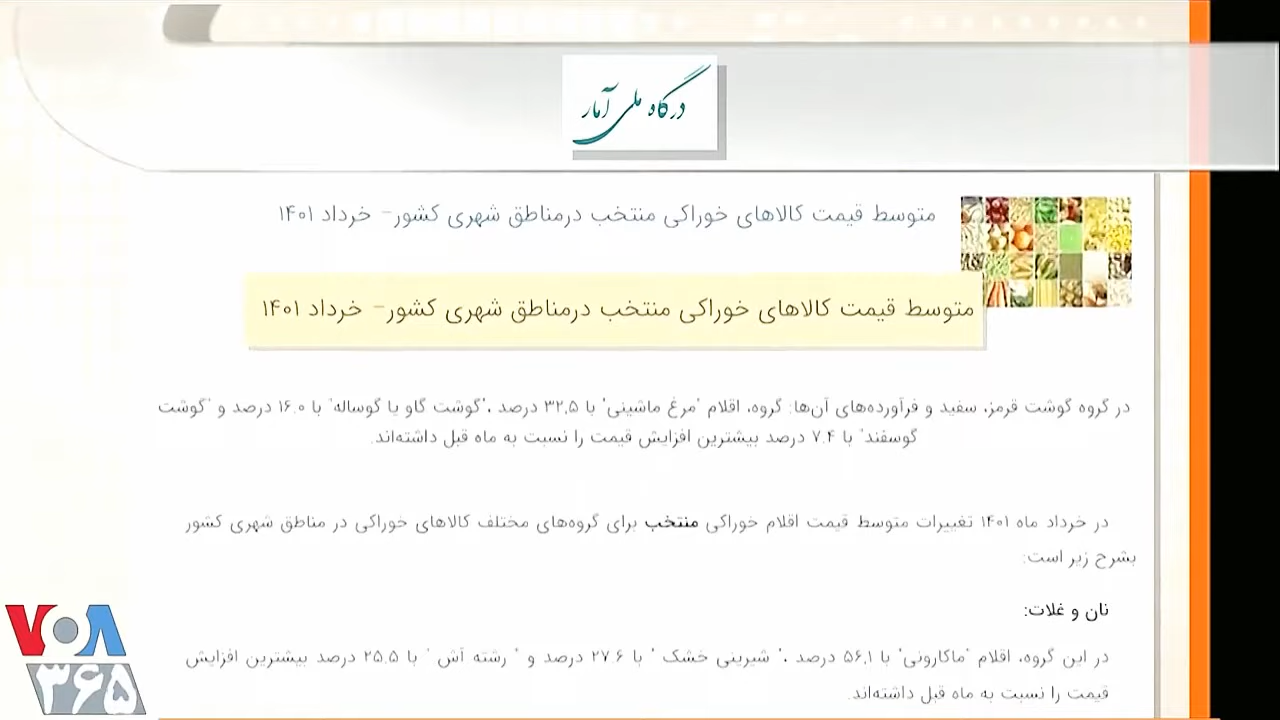 درگاه ملی آمار
متوسط قیمت کالاهای خوراکی منتخب درمناطق شهری کشور- خرداد ۱۴۰۱
متوسط قیمت کالاهای خوراکی منتخب درمناطق شهری کشور- خرداد ۱۴۰۱
در گروه گوشت قرمز، سفید و فرآورده‌های آن‌ها: گروه، اقلام "مرغ ماشینی" با ۳۲,۵ درصد ،"گوشت گاو یا گوساله" با ۱۶.۰ درصد و "گوشت
گوسفند" با ۷.۴ درصد بیشترین افزایش قیمت را نسبت به ماه قبل داشته‌اند.
در خرداد ماه ۱۴۰۱ تغییرات متوسط قیمت اقلام خوراکی منتخب برای گروه‌های مختلف کالاهای خوراکی در مناطق شهری کشور
بشرح زیر است:
نان و غلات:
در این گروه، اقلام "ماکارونی" با ۵۶,۱ درصد ،" شیرینی خشک " با ۲۷.۶ درصد و " رشته آش " با ۲۵.۵ درصد بیشترین افزایش
قیمت را نسبت به ماه قبل داشته‌اند.
VOA
۳۶۵